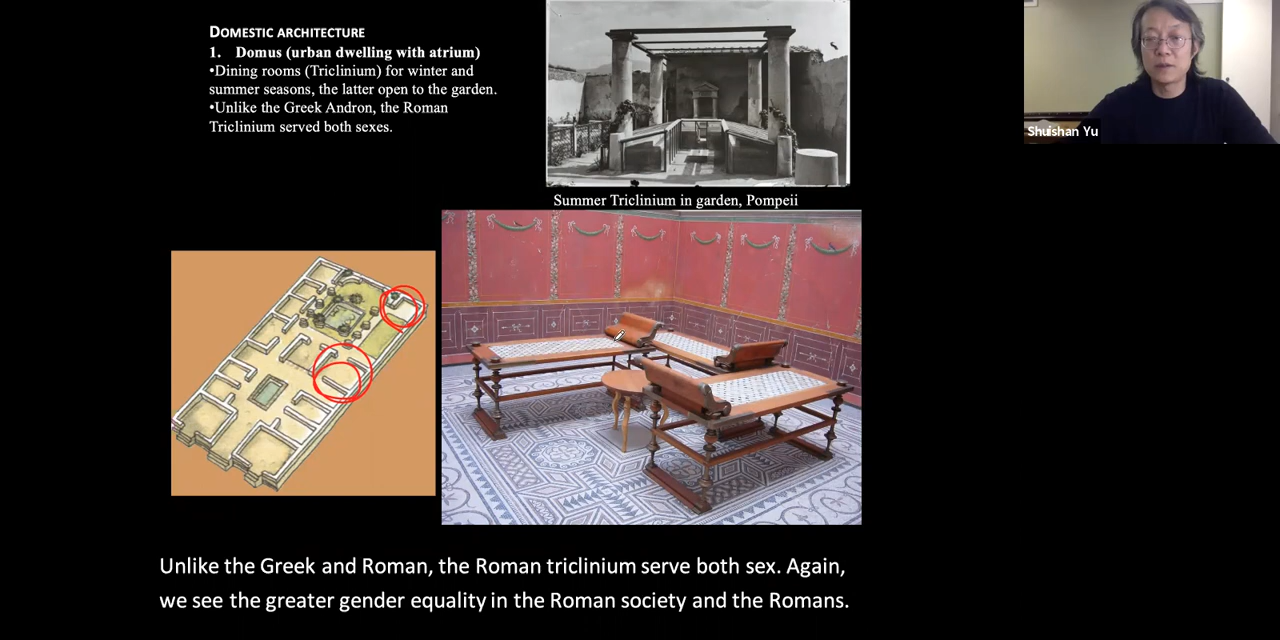 DOMESTIC ARCHITECTURE
1. Domus (urban dwelling with atrium)
•Dining rooms (Triclinium) for winter and
summer seasons, the latter open to the garden.
•Unlike the Greek Andron, the Roman
Triclinium served both sexes.
Summer Triclinium in garden, Pompeii
Shuishan Yu
Unlike the Greek and Roman, the Roman triclinium serve both sex. Again,
we see the greater gender equality in the Roman society and the Romans.